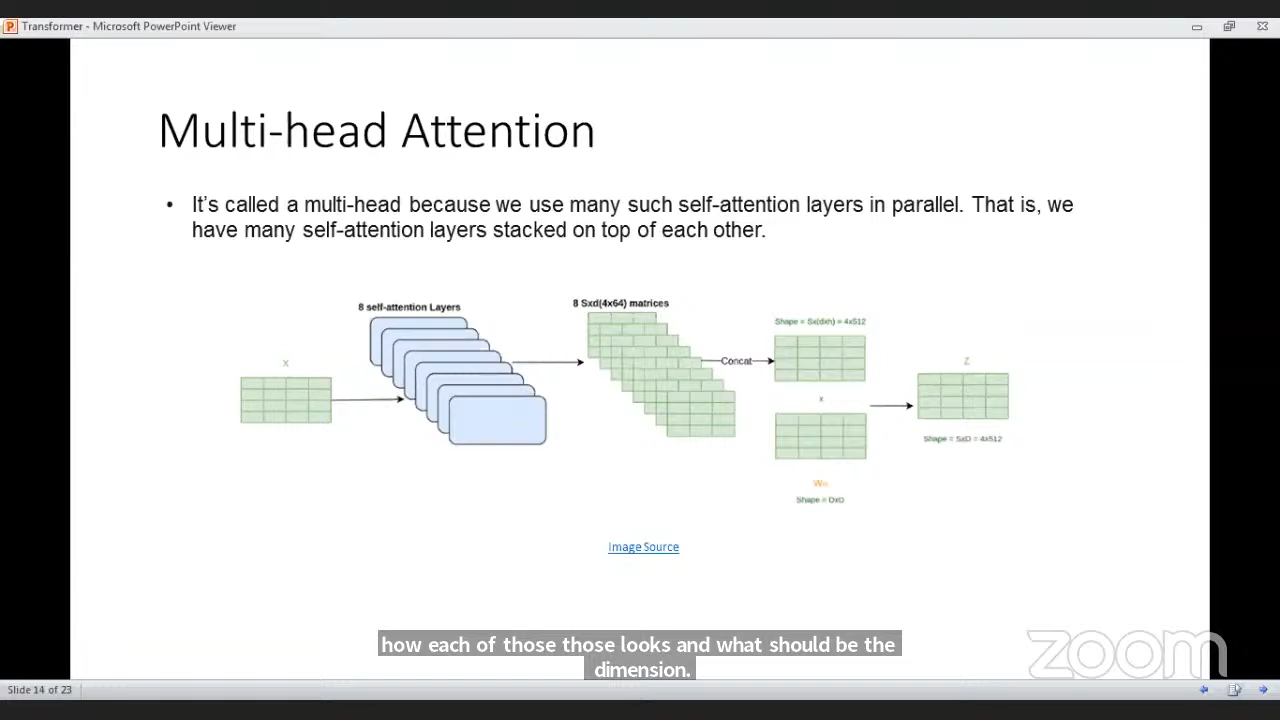 Transformer - Microsoft PowerPoint Viewer
Multi-head Attention
• It's called a multi-head because we use many such self-attention layers in parallel. That is, we
have many self-attention layers stacked on top of each other.
8 self-attention Layers
8 Sxd(4x64) matrices
Shape = Sx(dxh) = 4x512
X
Concat
Z
x
Shape = SxD = 4x512
Shape = DxD
Image Source
how each of those those looks and what should be the
dimension.
zoom
Slide 14 of 23